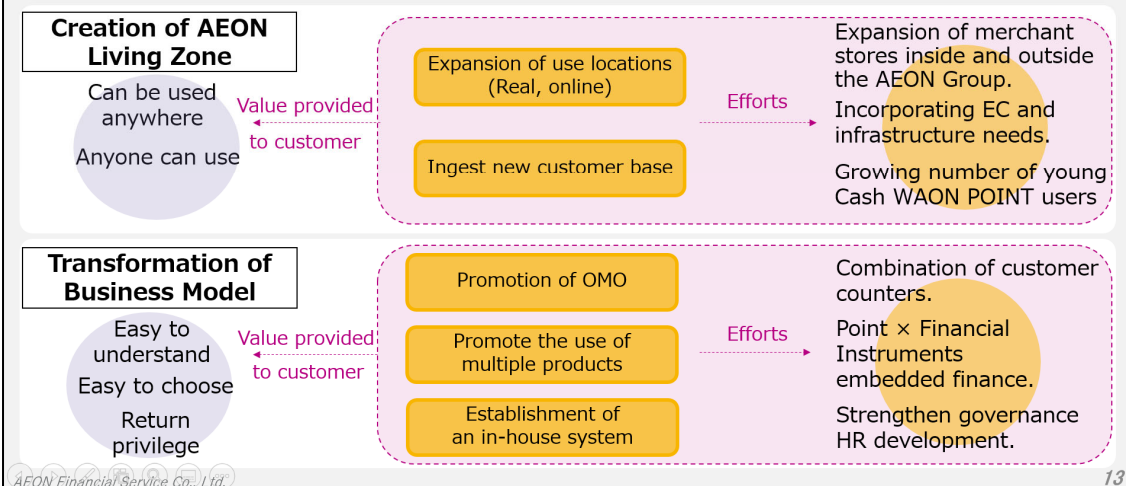 Creation of AEON
Living Zone
Can be used
anywhere
Anyone can use
Value provided
to customer
Expansion of use locations
(Real, online)
Ingest new customer base
Efforts
Expansion of merchant
stores inside and outside
the AEON Group.
Incorporating EC and
infrastructure needs.
Growing number of young
Cash WAON POINT users
Transformation of
Business Model
Easy to
understand
Easy to choose
Return
privilege
Value provided
to customer
Promotion of OMO
Promote the use of
multiple products
Establishment of
an in-house system
Efforts
Combination of customer
counters.
Point × Financial
Instruments
embedded finance.
Strengthen governance
HR development.
AEON Financial Service Co., Ltd.
13